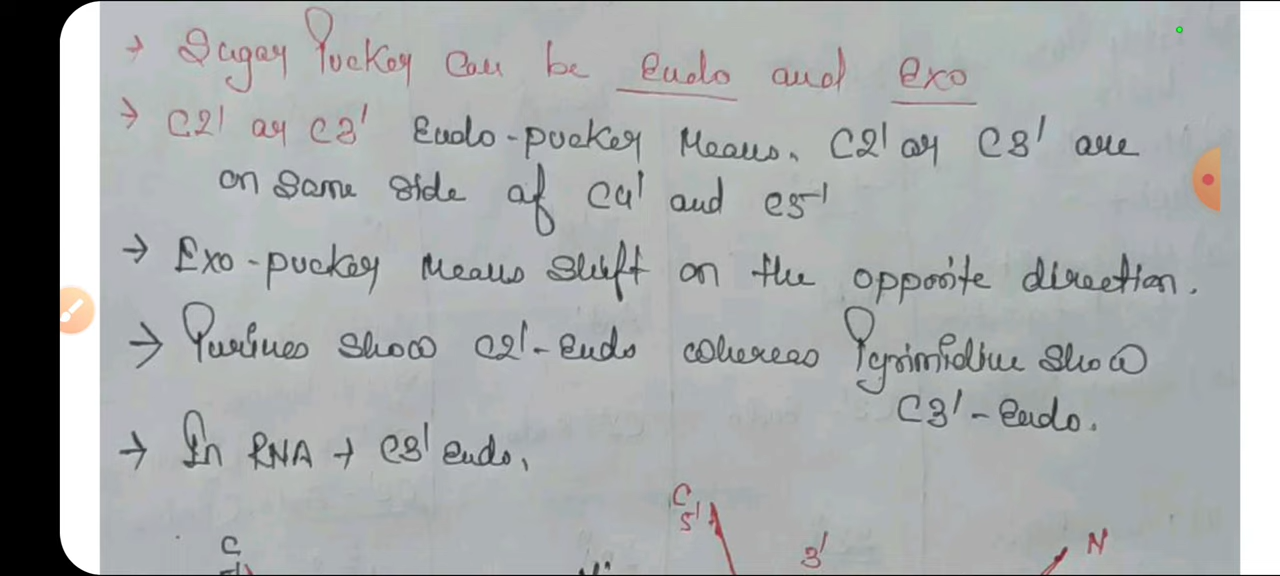 → Sugar Pucker can be endo and exo
→ C2' or C3' Endo-pucker Means, C2' or C3' are
on same side of C4' and C5'
→ Exo-pucker Means shift on the opposite direction.
→ Purines show C2'-endo whereas Pyrimidine show
C3'-endo.
→ In RNA → C3' endo,
C
5'
3'
N
C